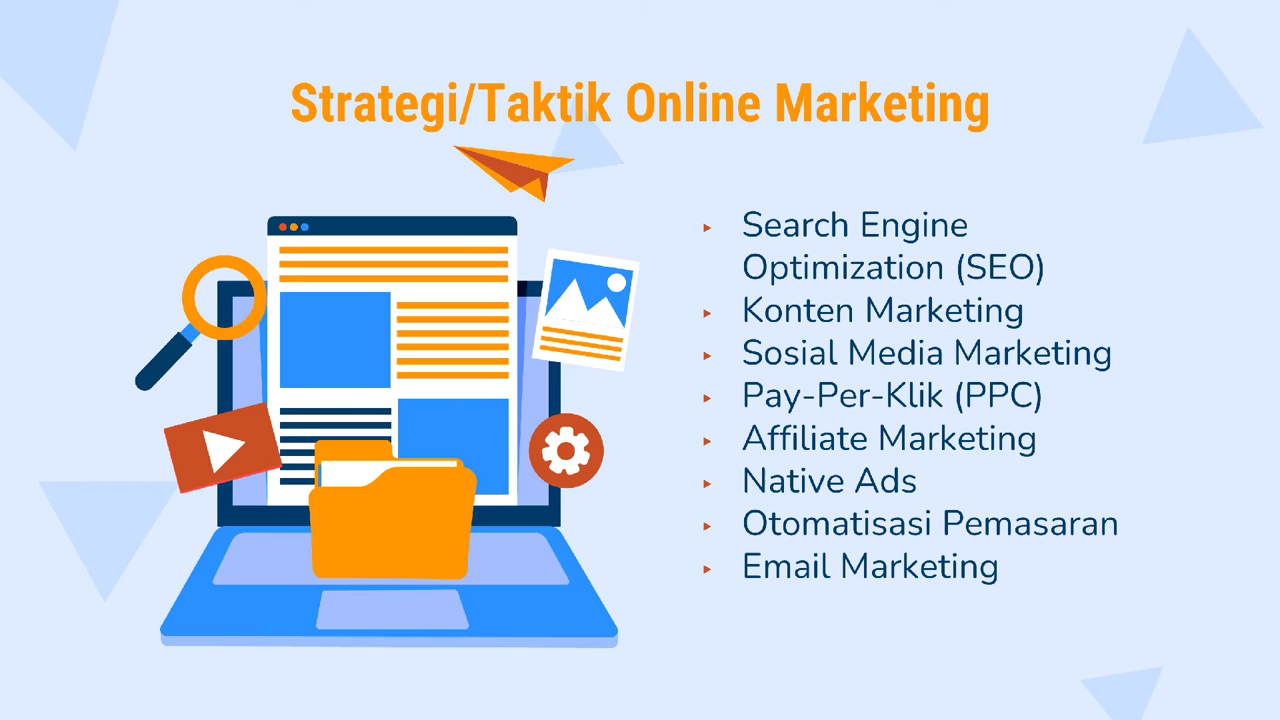 Strategi/Taktik Online Marketing
Search Engine
Optimization (SEO)
Konten Marketing
Sosial Media Marketing
Pay-Per-Klik (PPC)
Affiliate Marketing
Native Ads
Otomatisasi Pemasaran
Email Marketing